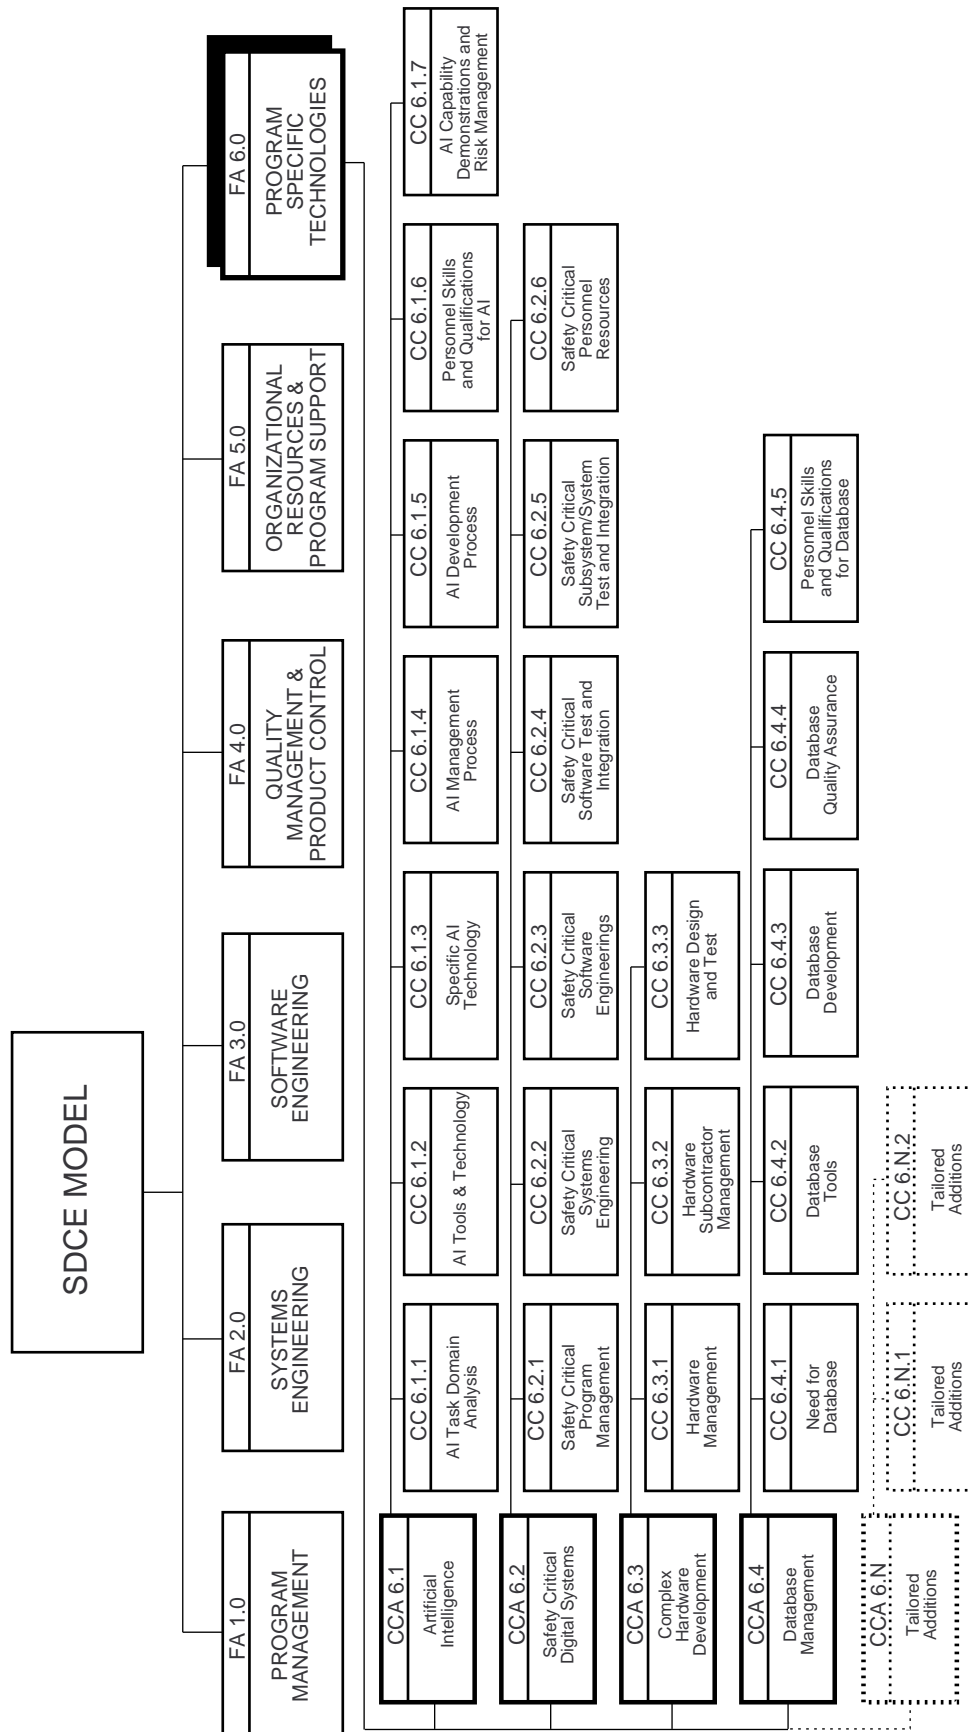 SDCE MODEL
FA 1.0
PROGRAM
MANAGEMENT
FA 2.0
SYSTEMS
ENGINEERING
FA 3.0
SOFTWARE
ENGINEERING
FA 4.0
QUALITY
MANAGEMENT &
PRODUCT CONTROL
FA 5.0
ORGANIZATIONAL
RESOURCES &
PROGRAM SUPPORT
FA 6.0
PROGRAM
SPECIFIC
TECHNOLOGIES
CCA 6.1
Artificial
Intelligence
CC 6.1.1
AI Task Domain
Analysis
CC 6.1.2
AI Tools & Technology
CC 6.1.3
Specific AI
Technology
CC 6.1.4
AI Management
Process
CC 6.1.5
AI Development
Process
CC 6.1.6
Personnel Skills
and Qualifications
for AI
CC 6.1.7
AI Capability
Demonstrations and
Risk Management
CCA 6.2
Safety Critical
Digital Systems
CC 6.2.1
Safety Critical
Program
Management
CC 6.2.2
Safety Critical
Systems
Engineering
CC 6.2.3
Safety Critical
Software
Engineerings
CC 6.2.4
Safety Critical
Software Test and
Integration
CC 6.2.5
Safety Critical
Subsystem/System
Test and Integration
CC 6.2.6
Safety Critical
Personnel
Resources
CCA 6.3
Complex
Hardware
Development
CC 6.3.1
Hardware
Management
CC 6.3.2
Hardware
Subcontractor
Management
CC 6.3.3
Hardware Design
and Test
CCA 6.4
Database
Management
CC 6.4.1
Need for
Database
CC 6.4.2
Database
Tools
CC 6.4.3
Database
Development
CC 6.4.4
Database
Quality Assurance
CC 6.4.5
Personnel Skills
and Qualifications
for Database
CCA 6.N
Tailored
Additions
CC 6.N.1
Tailored
Additions
CC 6.N.2
Tailored
Additions